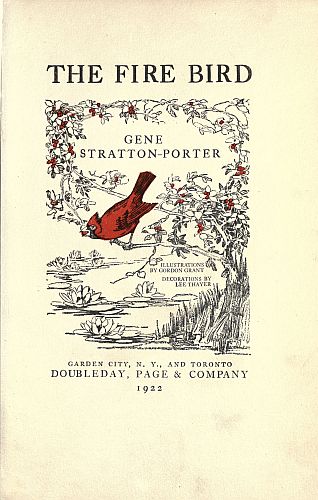 THE FIRE BIRD
GENE
STRATTON-PORTER
ILLUSTRATIONS
BY GORDON GRANT
DECORATIONS BY
LEE THAYER
GARDEN CITY, N. Y., AND TORONTO
DOUBLEDAY, PAGE & COMPANY
1922